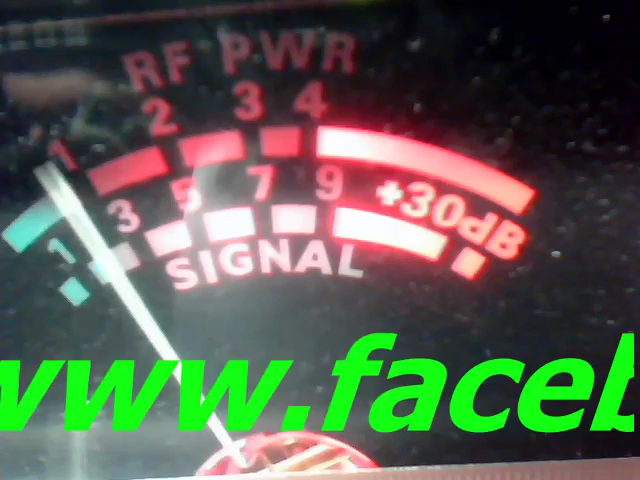 RF PWR
1 2 3 4
1 3 5 7 9 +30dB
SIGNAL
www.faceb